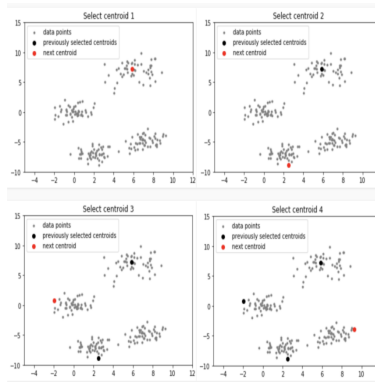 Select centroid 1
15
10
5
0
−5
−10
−4 −2 0 2 4 6 8 10 12
data points
previously selected centroids
next centroid
Select centroid 2
15
10
5
0
−5
−10
−4 −2 0 2 4 6 8 10
data points
previously selected centroids
next centroid
Select centroid 3
15
10
5
0
−5
−10
−4 −2 0 2 4 6 8 10 12
data points
previously selected centroids
next centroid
Select centroid 4
15
10
5
0
−5
−10
−4 −2 0 2 4 6 8 10
data points
previously selected centroids
next centroid